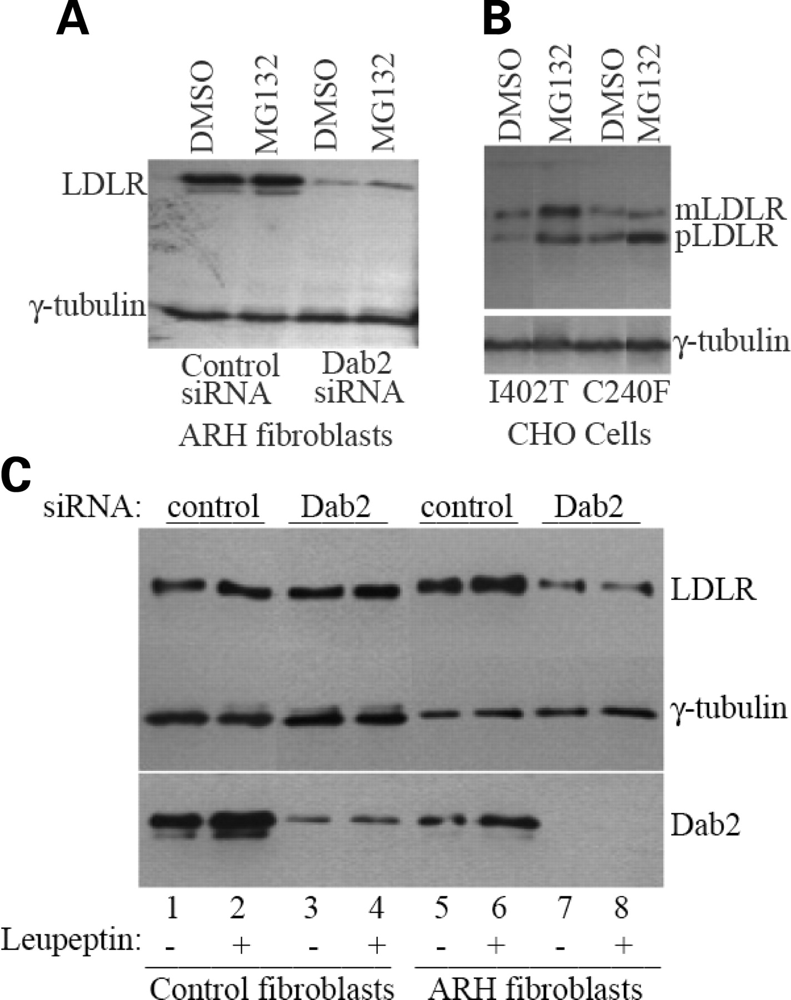 A
B
DMSO
MG132
DMSO
MG132
DMSO
MG132
DMSO
MG132
LDLR
γ-tubulin
Control
siRNA
Dab2
siRNA
ARH fibroblasts
mLDLR
pLDLR
γ-tubulin
I402T C240F
CHO Cells
C
siRNA: control Dab2 control Dab2
LDLR
γ-tubulin
Dab2
1 2 3 4 5 6 7 8
Leupeptin: - + - + - + - +
Control fibroblasts ARH fibroblasts